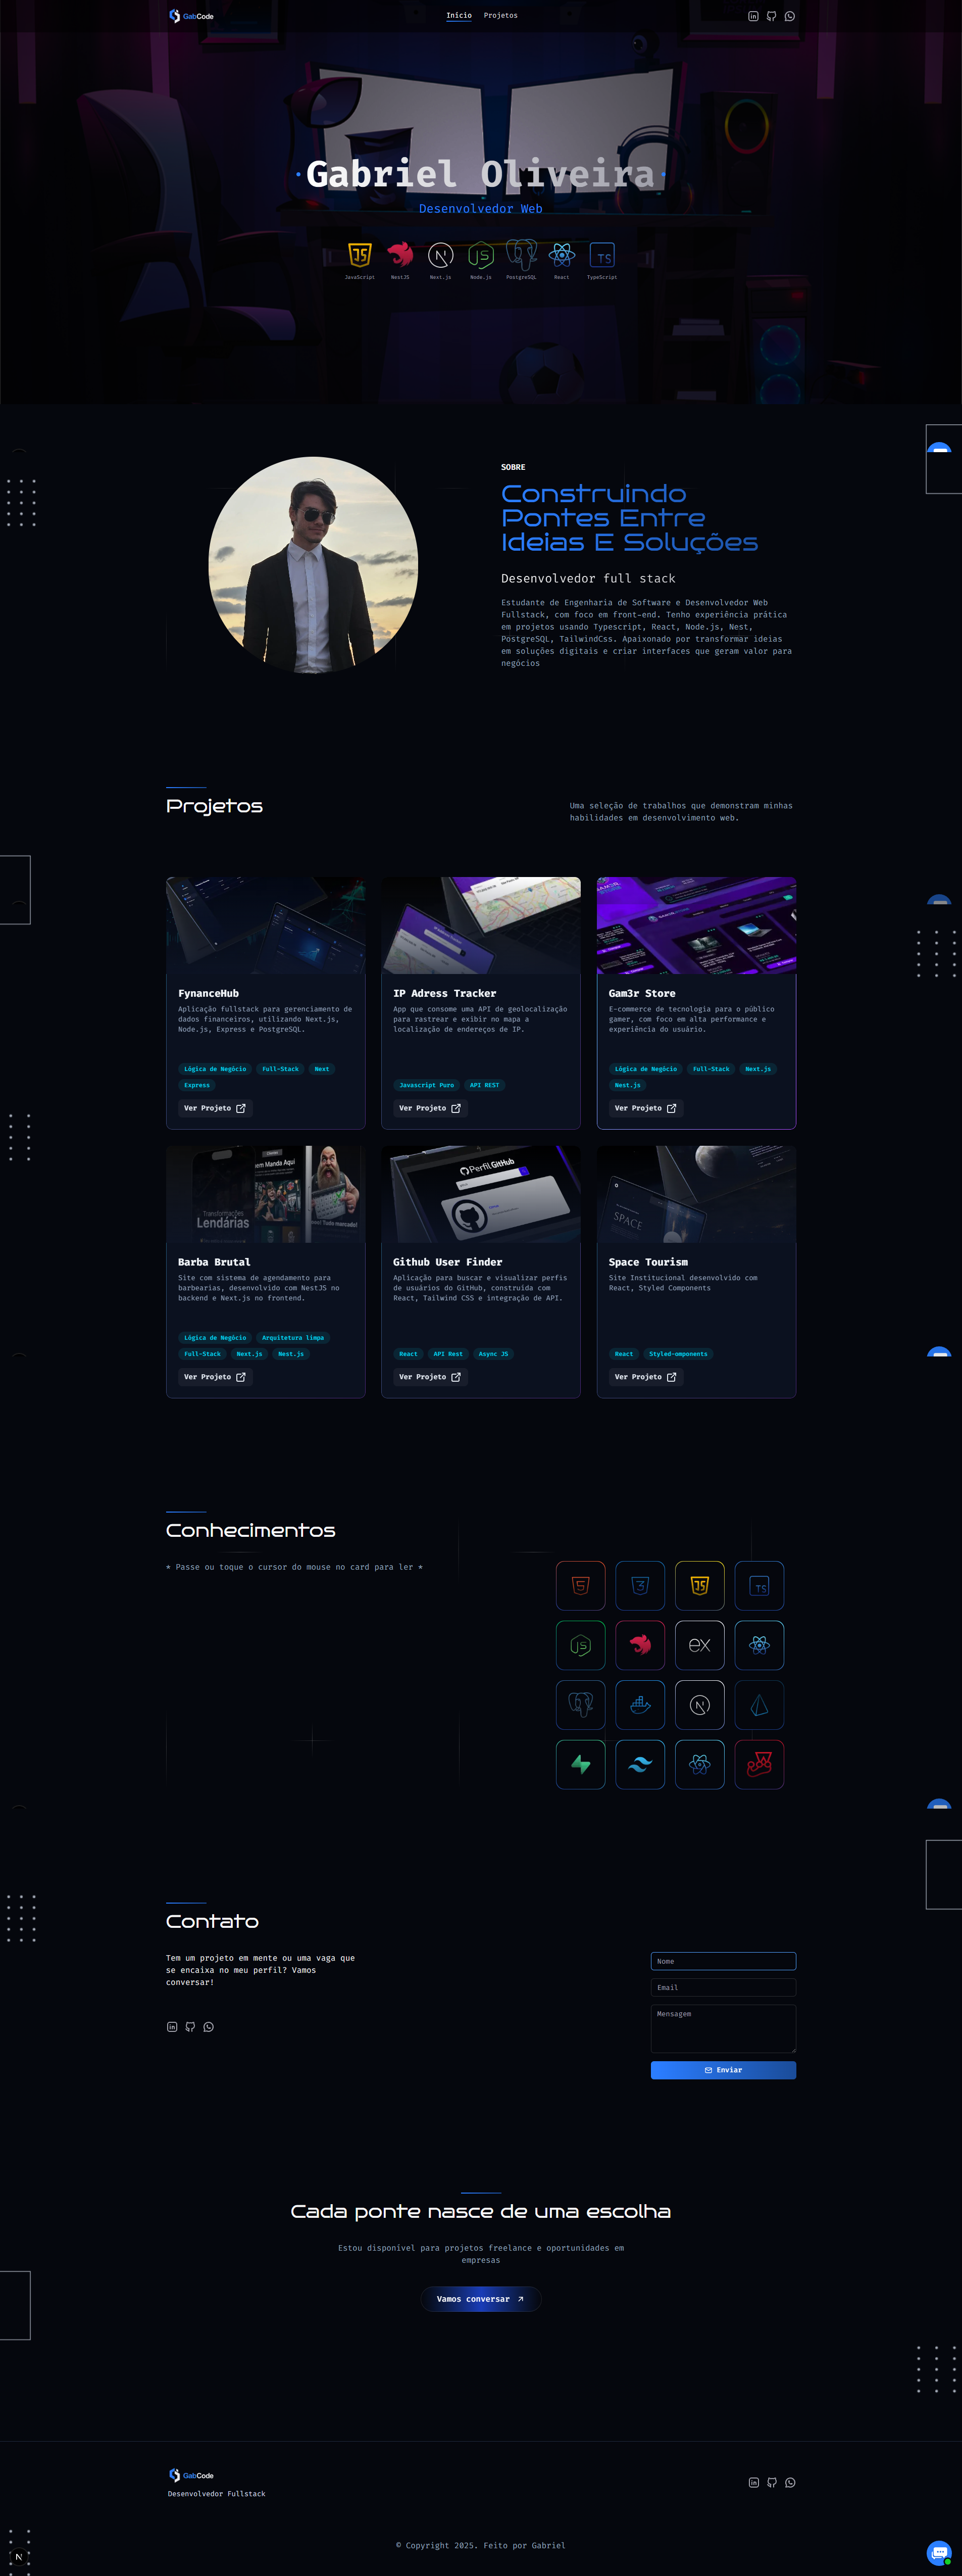 GabCode
Início
Projetos
Gabriel Oliveira
Desenvolvedor Web
JavaScript
NestJS
Next.js
Node.js
PostgreSQL
React
TypeScript
SOBRE
Construindo
Pontes Entre
Ideias E Soluções
Desenvolvedor full stack
Estudante de Engenharia de Software e Desenvolvedor Web
Fullstack, com foco em front-end. Tenho experiência prática
em projetos usando Typescript, React, Node.js, Nest,
PostgreSQL, TailwindCss. Apaixonado por transformar ideias
em soluções digitais e criar interfaces que geram valor para
negócios
Projetos
Uma seleção de trabalhos que demonstram minhas
habilidades em desenvolvimento web.
FynanceHub
Aplicação fullstack para gerenciamento de
dados financeiros, utilizando Next.js,
Node.js, Express e PostgreSQL.
Lógica de Negócio
Full-Stack
Next
Express
Ver Projeto
IP Adress Tracker
App que consome uma API de geolocalização
para rastrear e exibir no mapa a
localização de endereços de IP.
Javascript Puro
API REST
Ver Projeto
Gam3r Store
E-commerce de tecnologia para o público
gamer, com foco em alta performance e
experiência do usuário.
Lógica de Negócio
Full-Stack
Next.js
Nest.js
Ver Projeto
Lendárias
Barba Brutal
Site com sistema de agendamento para
barbearias, desenvolvido com NestJS no
backend e Next.js no frontend.
Lógica de Negócio
Arquitetura limpa
Full-Stack
Next.js
Nest.js
Ver Projeto
Perfil GitHub
Github User Finder
Aplicação para buscar e visualizar perfis
de usuários do GitHub, construída com
React, Tailwind CSS e integração de API.
React
API Rest
Async JS
Ver Projeto
SPACE
Space Tourism
Site Institucional desenvolvido com
React, Styled Components
React
Styled-omponents
Ver Projeto
Conhecimentos
* Passe ou toque o cursor do mouse no card para ler *
JS
TS
JS
ex
Contato
Tem um projeto em mente ou uma vaga que
se encaixa no meu perfil? Vamos
conversar!
Nome
Email
Mensagem
Enviar
Cada ponte nasce de uma escolha
Estou disponível para projetos freelance e oportunidades em
empresas
Vamos conversar
GabCode
Desenvolvedor Fullstack
© Copyright 2025. Feito por Gabriel